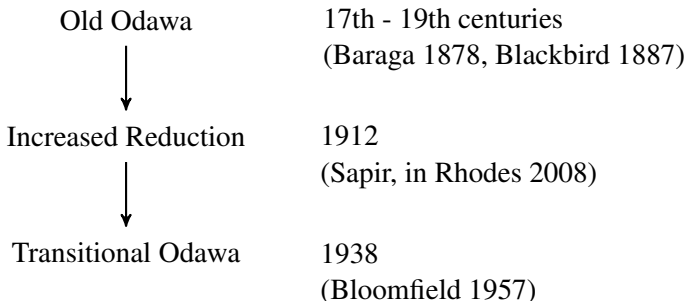 Old Odawa 17th - 19th centuries
(Baraga 1878, Blackbird 1887)
Increased Reduction 1912
(Sapir, in Rhodes 2008)
Transitional Odawa 1938
(Bloomfield 1957)